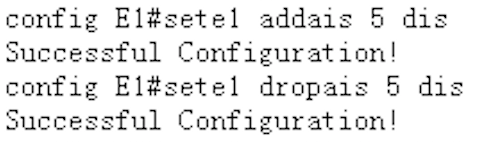 config E1#sete1 addais 5 dis
Successful Configuration!
config E1#sete1 dropais 5 dis
Successful Configuration!